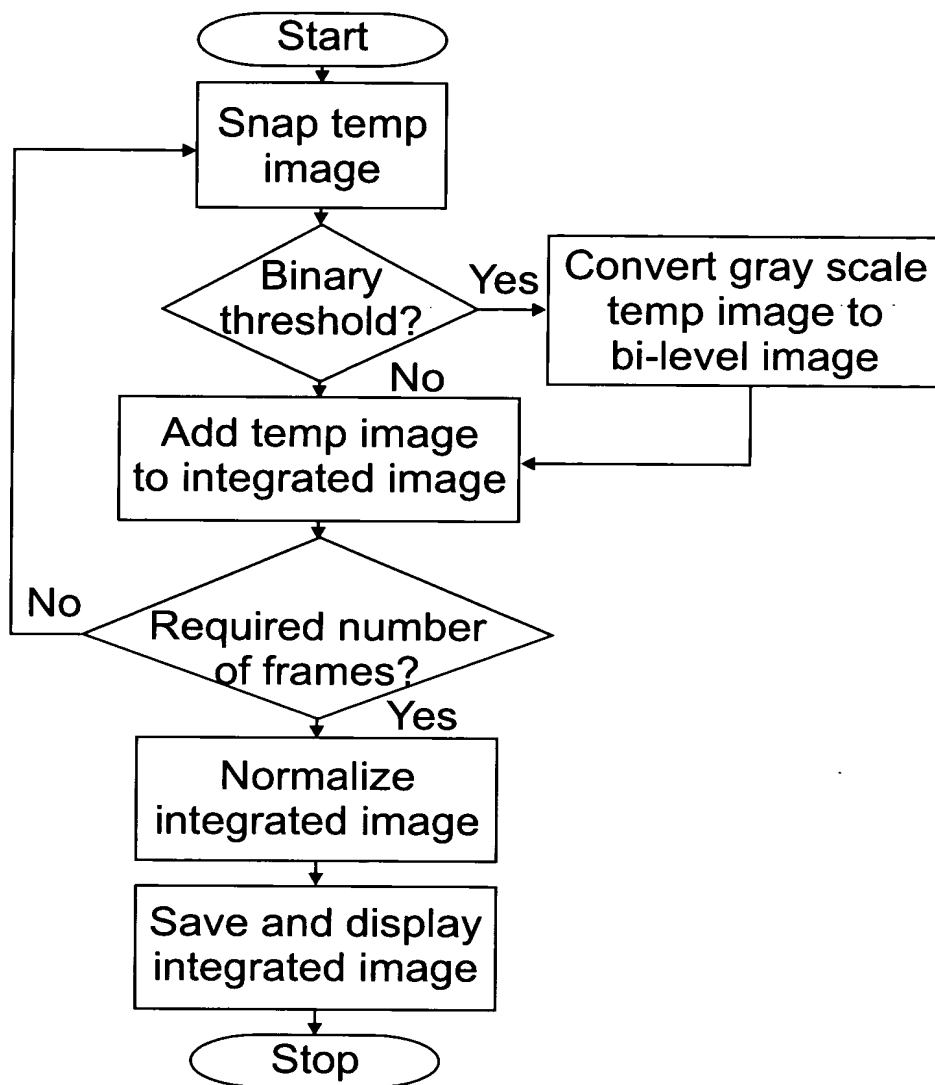 Start
Snap temp
image
Binary
threshold?
Yes
Convert gray scale
temp image to
bi-level image
No
Add temp image
to integrated image
No
Required number
of frames?
Yes
Normalize
integrated image
Save and display
integrated image
Stop